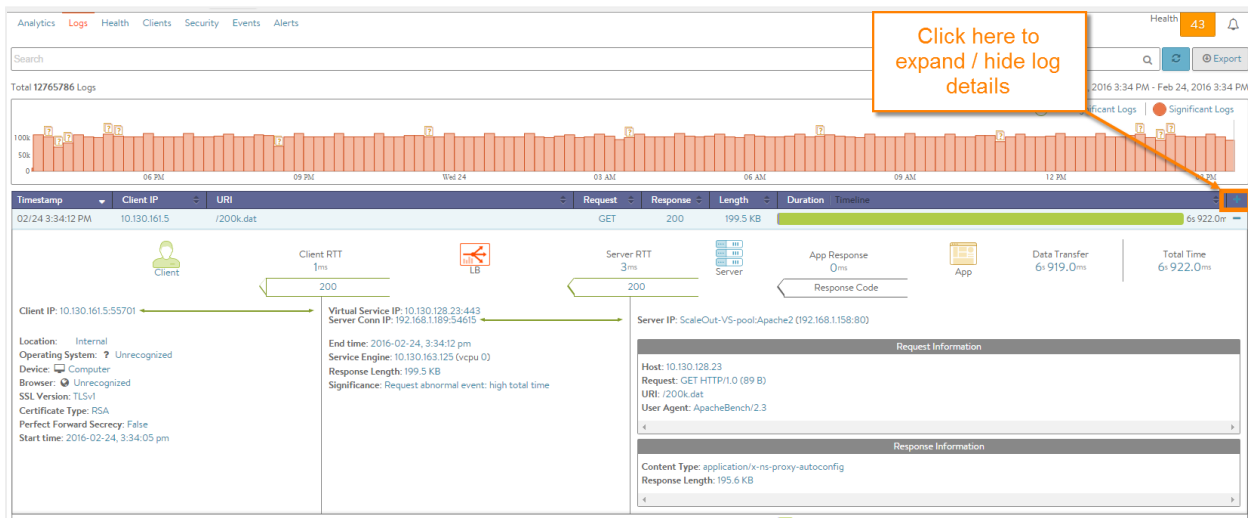 Analytics Logs Health Clients Security Events Alerts
Health 43
Click here to
expand / hide log
details
Search
Export
Total 12765786 Logs
2016 3:34 PM - Feb 24, 2016 3:34 PM
Significant Logs
100k
50k
0
06 PM 09 PM Wed 24 03 AM 06 AM 09 AM 12 PM PM
Timestamp Client IP URI Request Response Length Duration Timeline +
02/24 3:34:12 PM 10.130.161.5 /200k.dat GET 200 199.5 KB 6s 922.0m
Client
Client RTT
1ms
200
LB
Server RTT
3ms
200
Server
App Response
0ms
Response Code
App
Data Transfer
6s 919.0ms
Total Time
6s 922.0ms
Client IP: 10.130.161.5:55701
Location: Internal
Operating System: ? Unrecognized
Device: Computer
Browser: Unrecognized
SSL Version: TLSv1
Certificate Type: RSA
Perfect Forward Secrecy: False
Start time: 2016-02-24, 3:34:05 pm
Virtual Service IP: 10.130.128.23:443
Server Conn IP: 192.168.1.189:54615
End time: 2016-02-24, 3:34:12 pm
Service Engine: 10.130.163.125 (vcpu 0)
Response Length: 199.5 KB
Significance: Request abnormal event: high total time
Server IP: ScaleOut-VS-pool:Apache2 (192.168.1.158:80)
Request Information
Host: 10.130.128.23
Request: GET HTTP/1.0 (89 B)
URI: /200k.dat
User Agent: ApacheBench/2.3
Response Information
Content Type: application/x-ns-proxy-autoconfig
Response Length: 195.6 KB